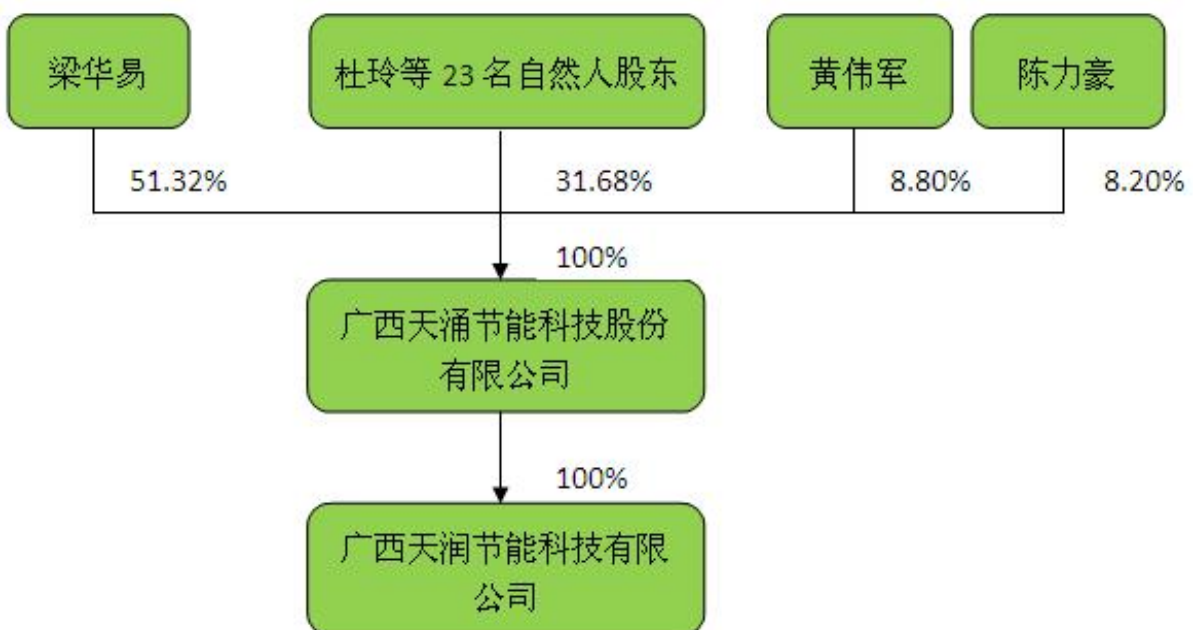 梁华易
杜玲等 23 名自然人股东
黄伟军
陈力豪
51.32%
31.68%
8.80%
8.20%
100%
广西天涌节能科技股份
有限公司
100%
广西天润节能科技有限
公司